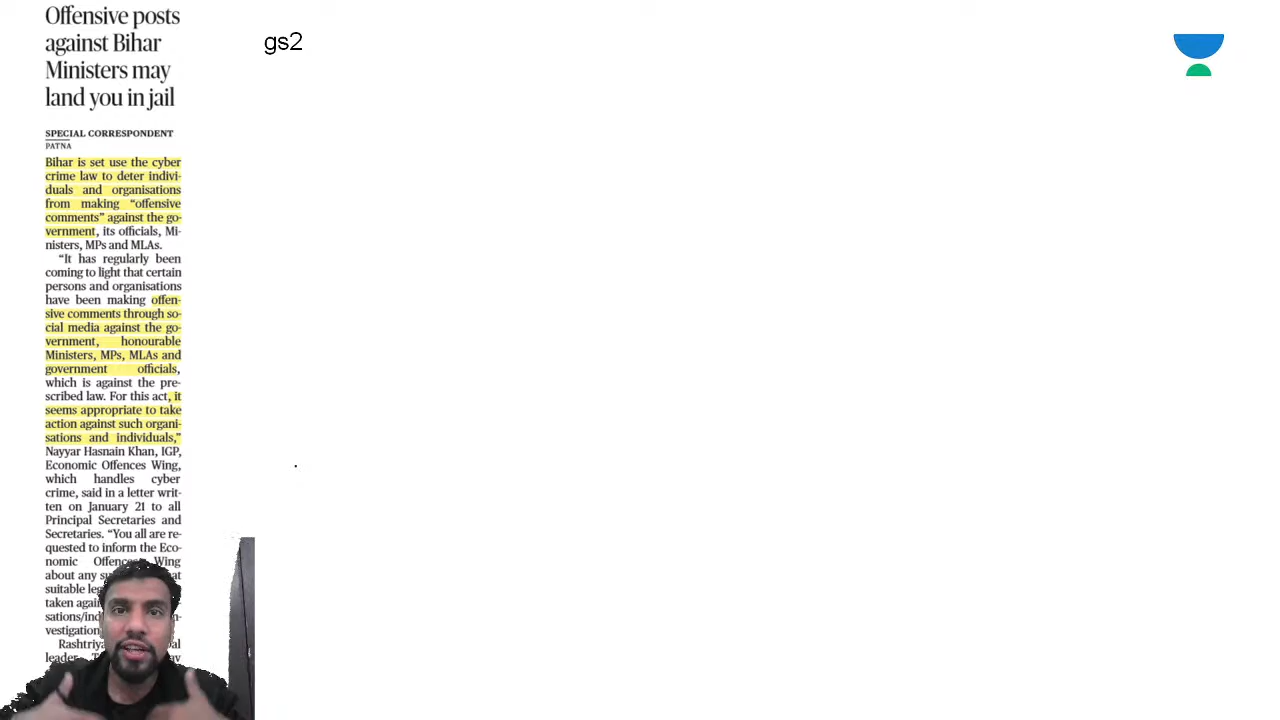 Offensive posts
against Bihar
Ministers may
land you in jail
gs2
SPECIAL CORRESPONDENT
PATNA
Bihar is set use the cyber
crime law to deter indivi-
duals and organisations
from making “offensive
comments” against the go-
vernment, its officials, Mi-
nisters, MPs and MLAs.
“It has regularly been
coming to light that certain
persons and organisations
have been making offen-
sive comments through so-
cial media against the go-
vernment, honourable
Ministers, MPs, MLAs and
government officials,
which is against the pre-
scribed law. For this act, it
seems appropriate to take
action against such organi-
sations and individuals,”
Nayyar Hasnain Khan, IGP,
Economic Offences Wing,
which handles cyber
crime, said in a letter writ-
ten on January 21 to all
Principal Secretaries and
Secretaries. “You all are re-
quested to inform the Eco-
nomic Offences Wing
about any
suitable
taken
vestigation
leader